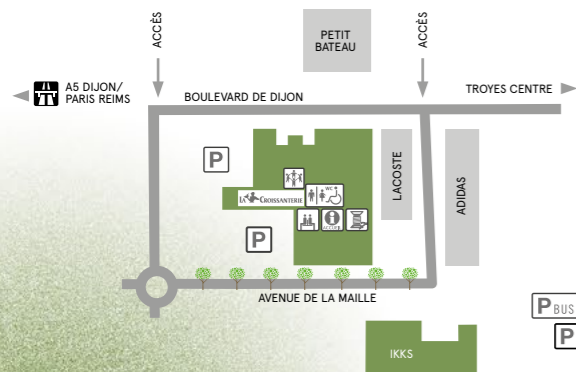 ACCÈS
PETIT
BATEAU
ACCÈS
A5 DIJON/
PARIS REIMS
BOULEVARD DE DIJON
TROYES CENTRE
P
LACOSTE
ADIDAS
WC
LA CROISSANTERIE
ACCUEIL
P
AVENUE DE LA MAILLE
P BUS
P
IKKS